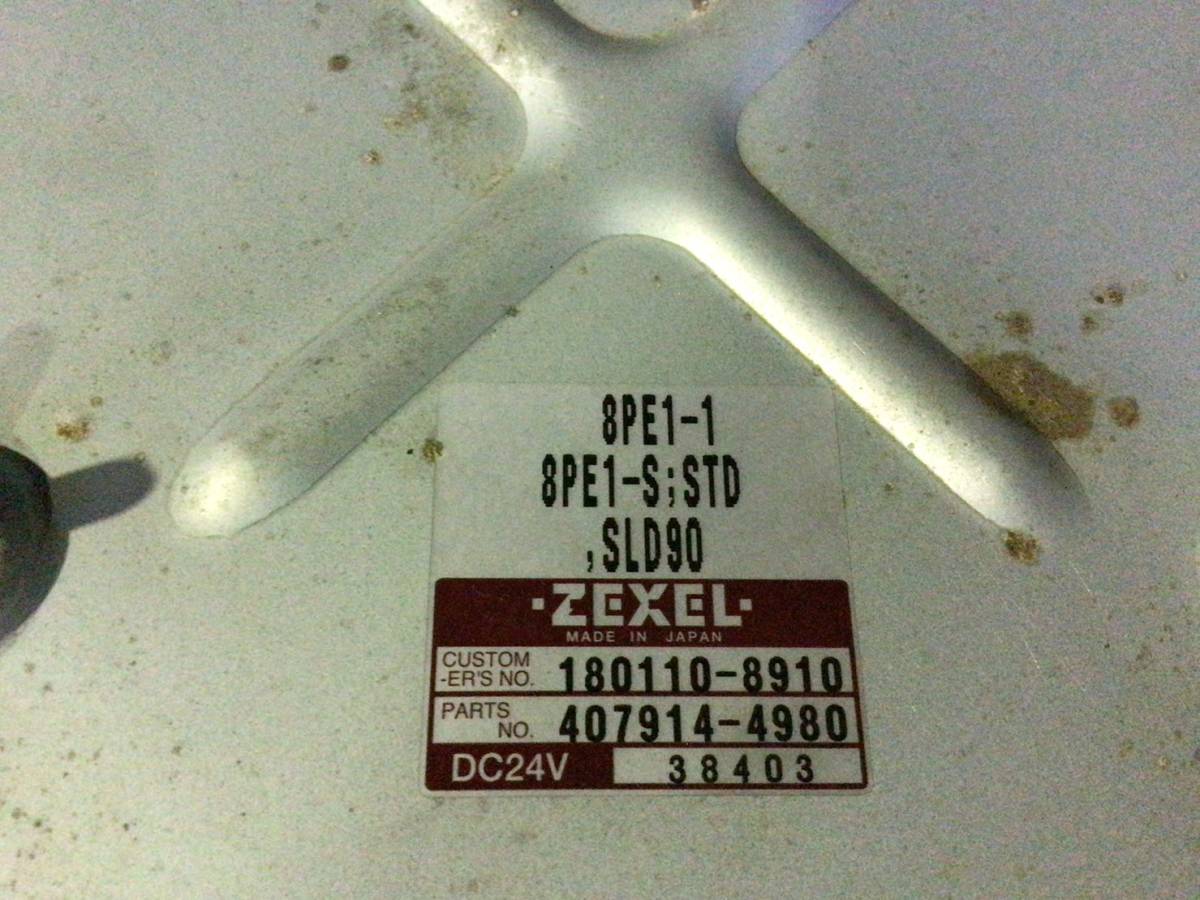 8PE1-1
8PE1-S;STD
,SLD90
·ZEXEL·
MADE IN JAPAN
CUSTOM
-ER'S NO. 180110-8910
PARTS
NO. 407914-4980
DC24V 38403